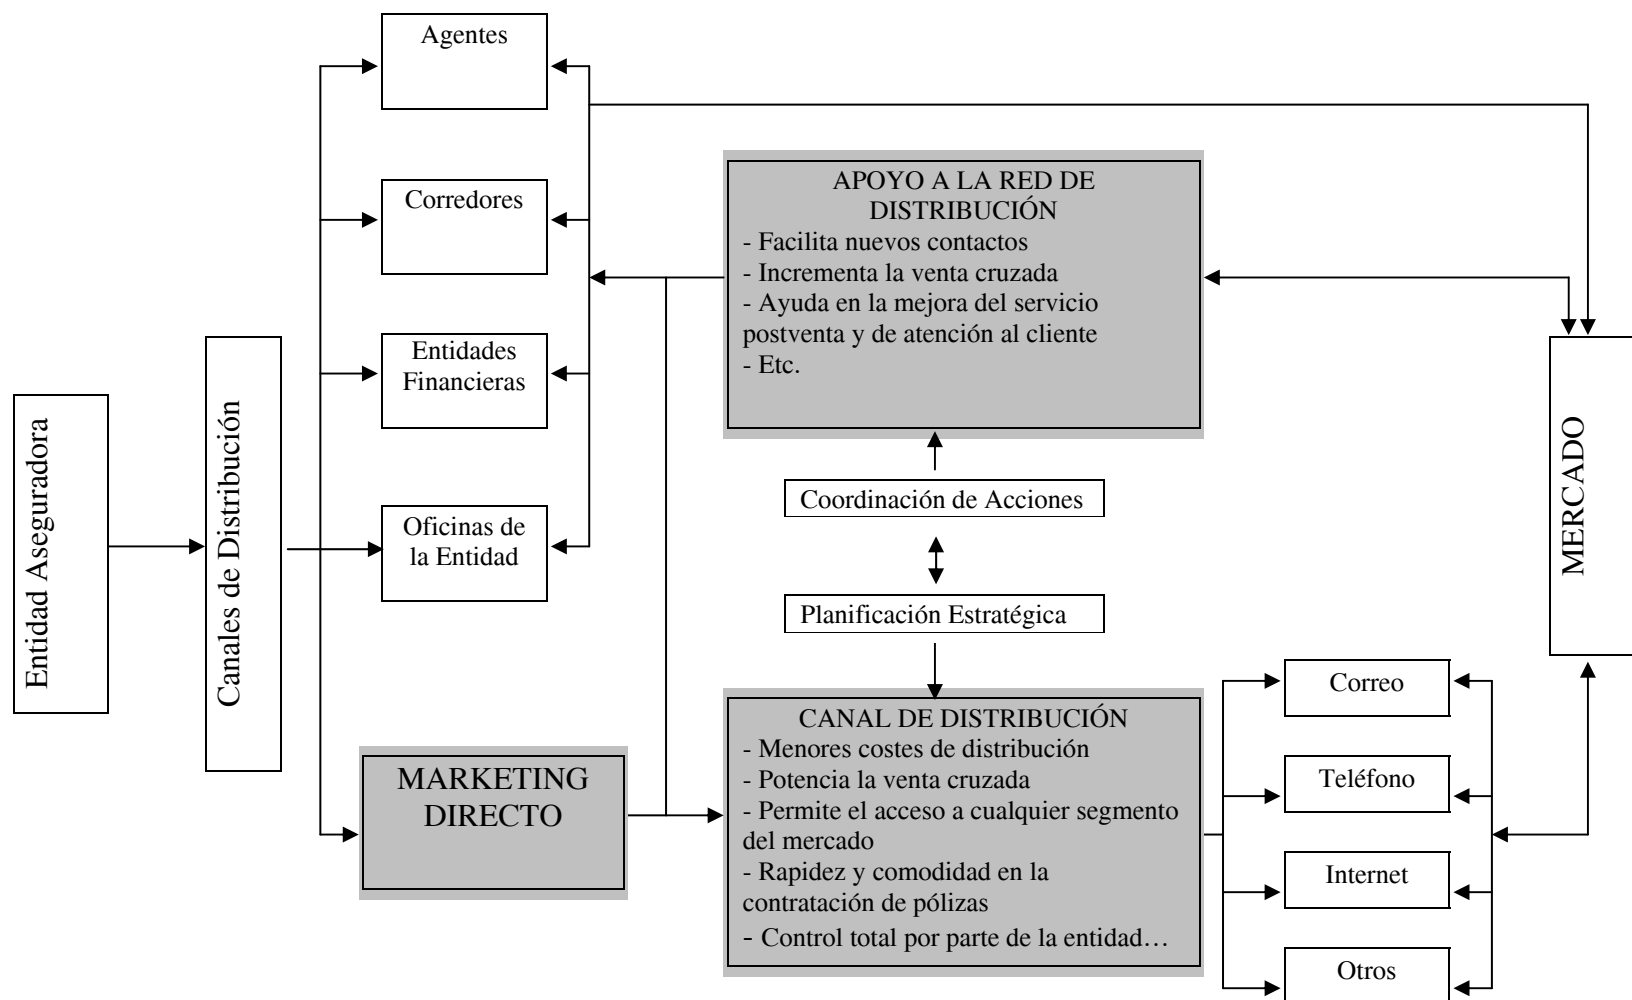 Entidad Aseguradora
Canales de Distribución
Agentes
Corredores
Entidades
Financieras
Oficinas de
la Entidad
MARKETING
DIRECTO
APOYO A LA RED DE
DISTRIBUCIÓN
- Facilita nuevos contactos
- Incrementa la venta cruzada
- Ayuda en la mejora del servicio
postventa y de atención al cliente
- Etc.
Coordinación de Acciones
Planificación Estratégica
CANAL DE DISTRIBUCIÓN
- Menores costes de distribución
- Potencia la venta cruzada
- Permite el acceso a cualquier segmento
del mercado
- Rapidez y comodidad en la
contratación de pólizas
- Control total por parte de la entidad…
Correo
Teléfono
Internet
Otros
MERCADO